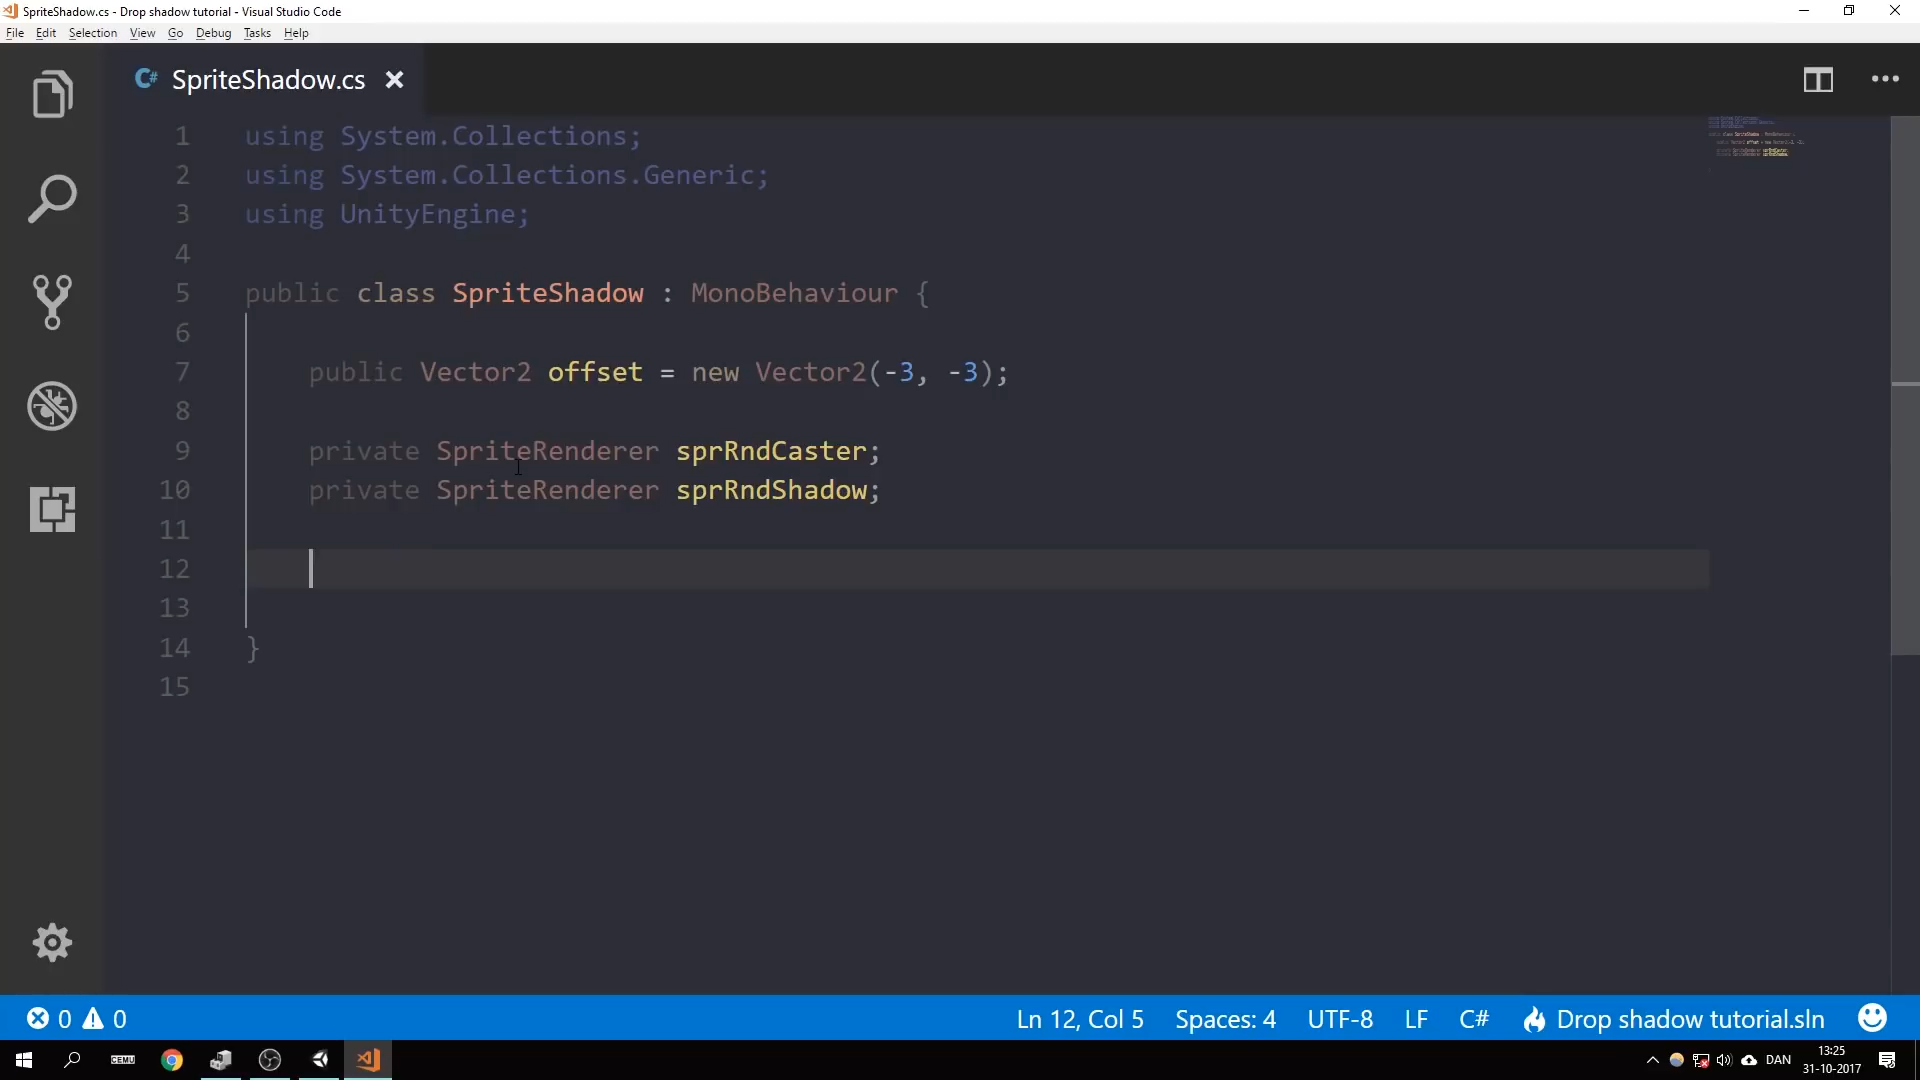 SpriteShadow.cs - Drop shadow tutorial - Visual Studio Code
File Edit Selection View Go Debug Tasks Help
C# SpriteShadow.cs
1 using System.Collections;
2 using System.Collections.Generic;
3 using UnityEngine;
4
5 public class SpriteShadow : MonoBehaviour {
6
7 public Vector2 offset = new Vector2(-3, -3);
8
9 private SpriteRenderer sprRndCaster;
10 private SpriteRenderer sprRndShadow;
11
12
13
14 }
15
0 0 Ln 12, Col 5 Spaces: 4 UTF-8 LF C# Drop shadow tutorial.sln
CEMU DAN 13:25
31-10-2017